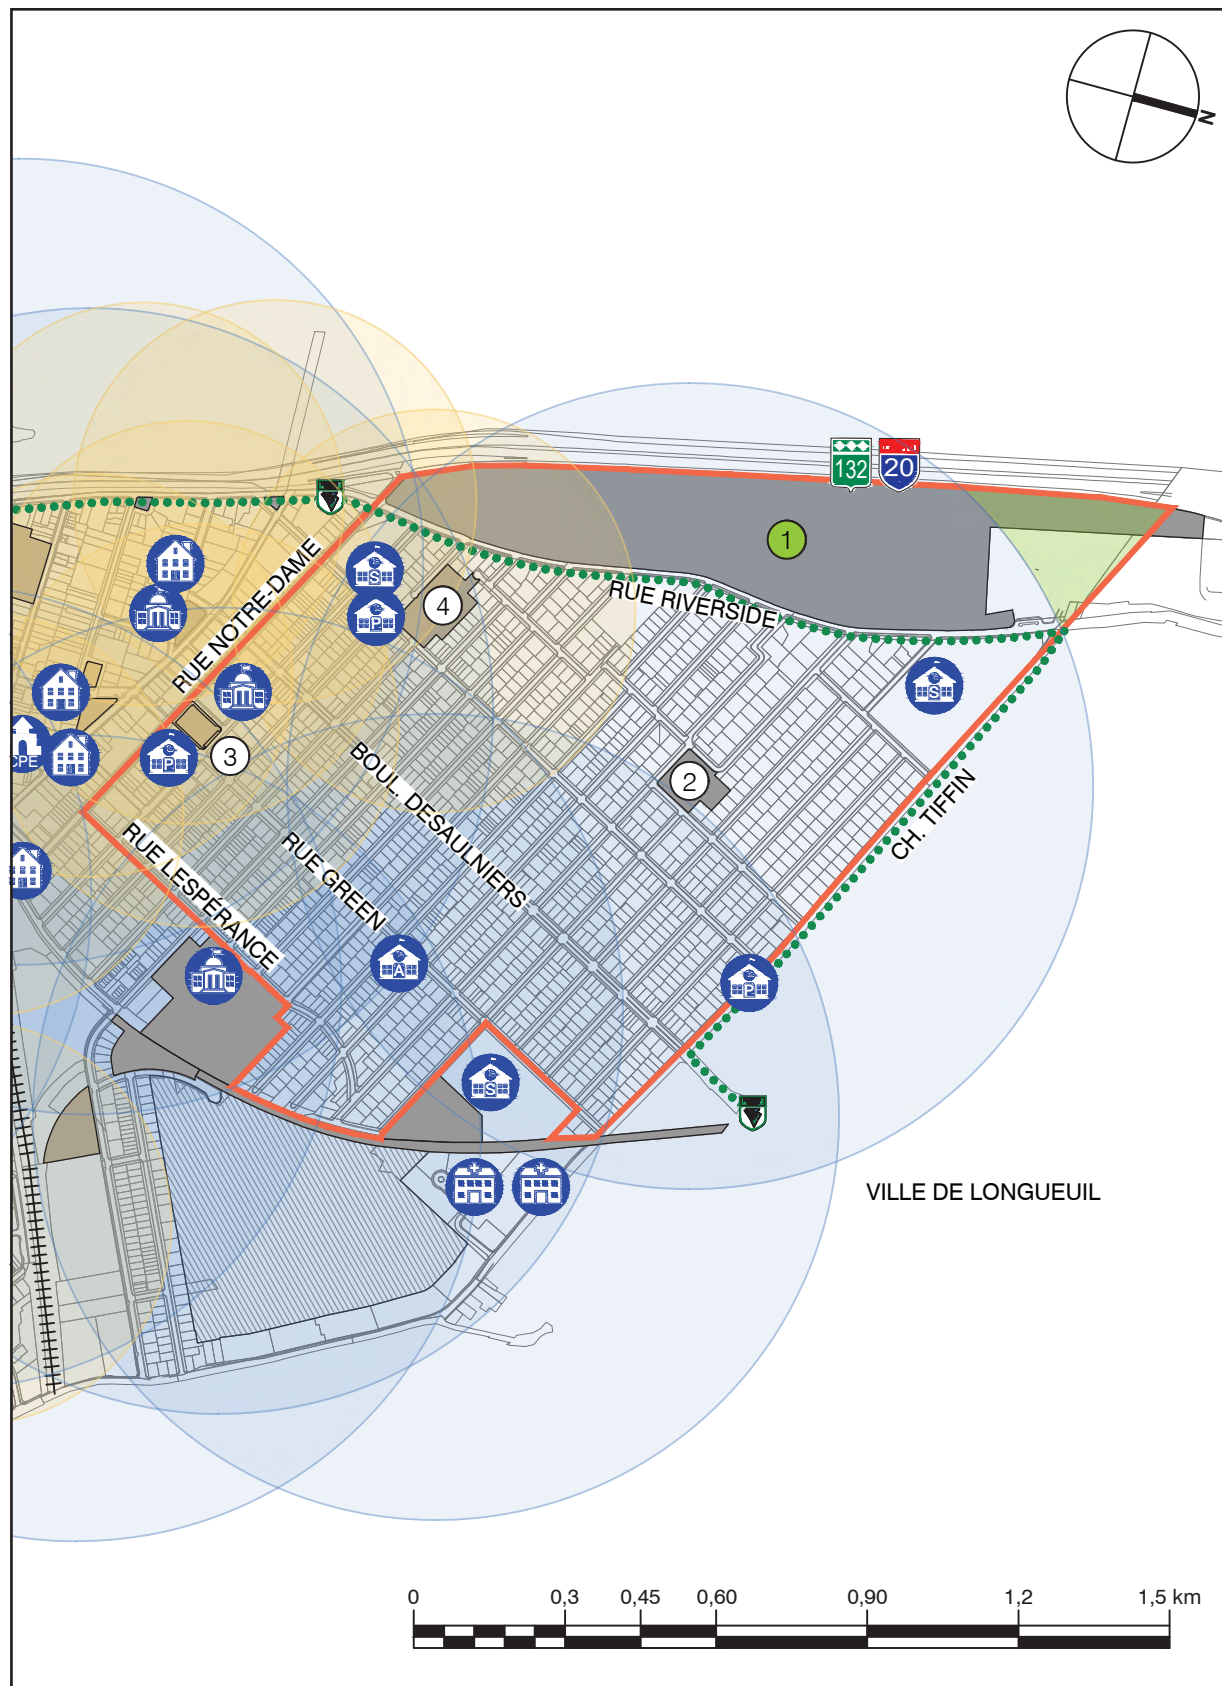 N
132
20
1
S
P
4
RUE RIVERSIDE
RUE NOTRE-DAME
S
3
P
CPE
2
BOUL. DESAULNIERS
CH. TIFFIN
RUE LESPÉRANCE
RUE GREEN
A
P
S
VILLE DE LONGUEUIL
0 0,3 0,45 0,60 0,90 1,2 1,5 km